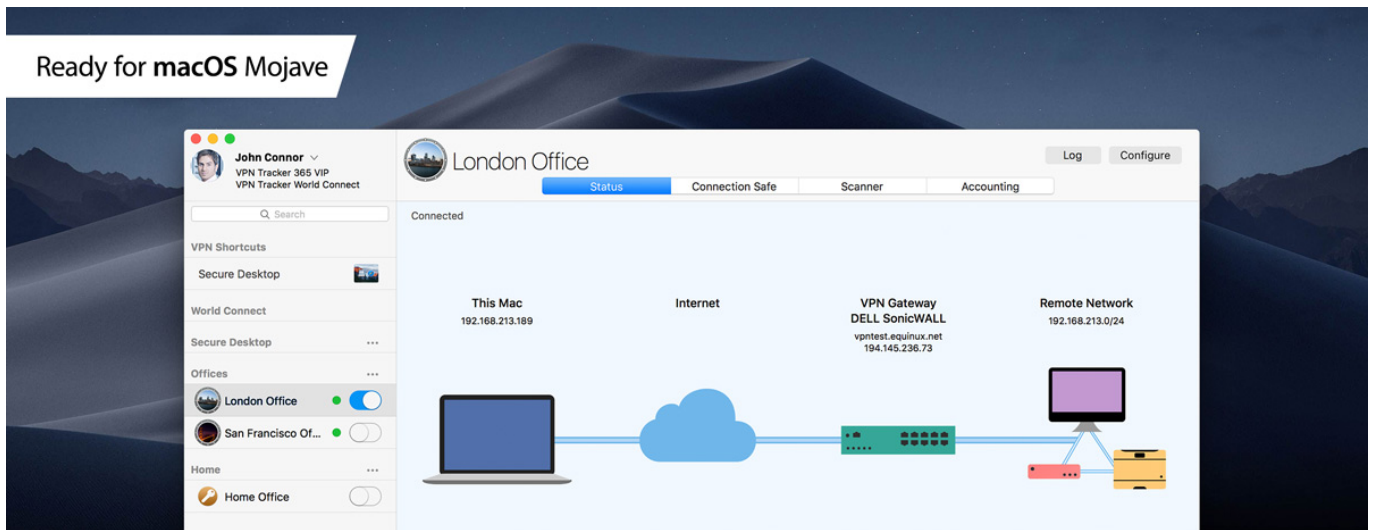 Ready for macOS Mojave
John Connor
VPN Tracker 365 VIP
VPN Tracker World Connect
Search
VPN Shortcuts
Secure Desktop
World Connect
Secure Desktop
Offices
London Office
San Francisco Of...
Home
Home Office
London Office
Log
Configure
Status
Connection Safe
Scanner
Accounting
Connected
This Mac
192.168.213.189
Internet
VPN Gateway
DELL SonicWALL
vpntest.equinux.net
194.145.236.73
Remote Network
192.168.213.0/24